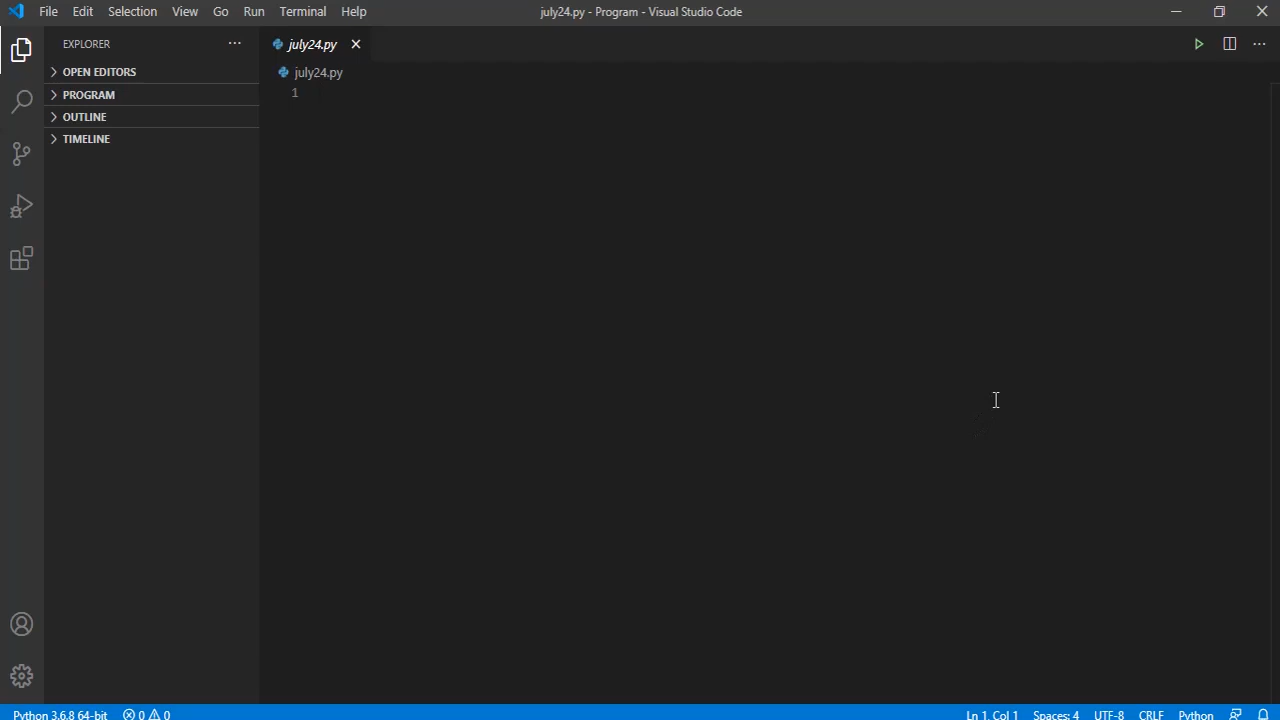 File Edit Selection View Go Run Terminal Help
july24.py - Program - Visual Studio Code
EXPLORER
OPEN EDITORS
PROGRAM
OUTLINE
TIMELINE
july24.py
july24.py
1
Python 3.6.8 64-bit 0 0
Ln 1, Col 1 Spaces: 4 UTF-8 CRLF Python